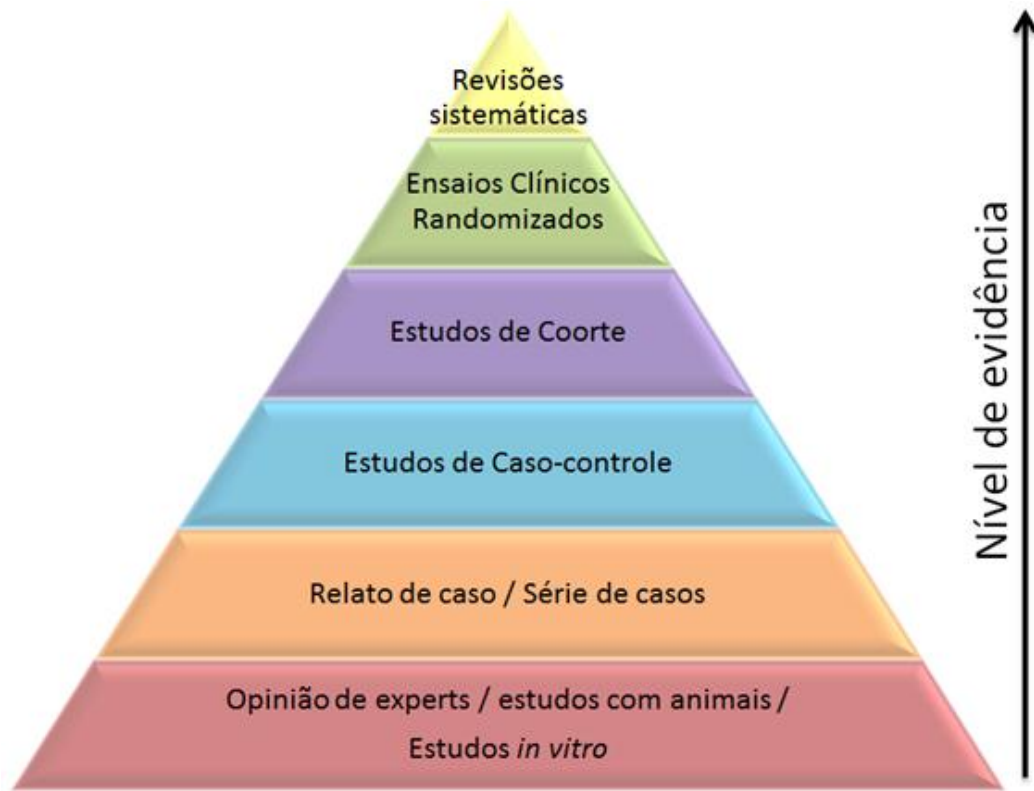 Revisões
sistemáticas
Ensaios Clínicos
Randomizados
Estudos de Coorte
Estudos de Caso-controle
Relato de caso / Série de casos
Opinião de experts / estudos com animais /
Estudos in vitro
Nível de evidência